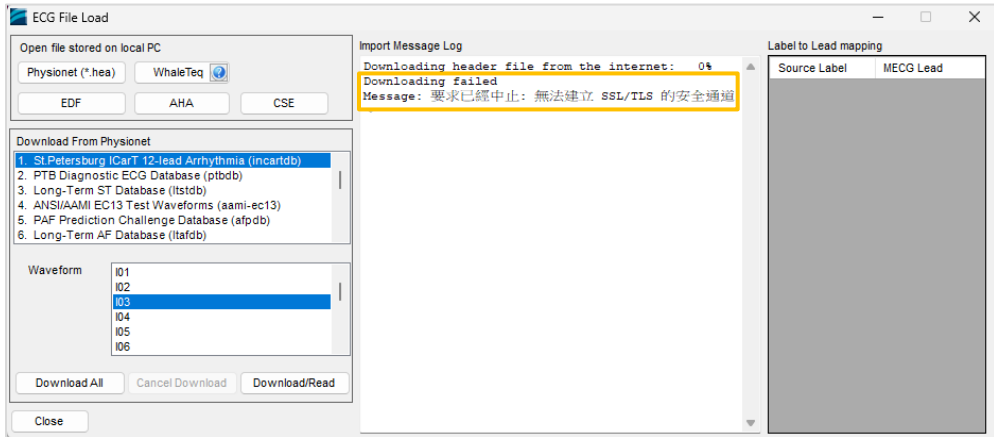 ECG File Load
Open file stored on local PC
Physionet (*.hea)
WhaleTeq
EDF
AHA
CSE
Download From Physionet
1. St.Petersburg ICarT 12-lead Arrhythmia (incartdb)
2. PTB Diagnostic ECG Database (ptbdb)
3. Long-Term ST Database (ltstdb)
4. ANSI/AAMI EC13 Test Waveforms (aami-ec13)
5. PAF Prediction Challenge Database (afpdb)
6. Long-Term AF Database (ltafdb)
Waveform
I01
I02
I03
I04
I05
I06
Download All
Cancel Download
Download/Read
Close
Import Message Log
Downloading header file from the internet: 0%
Downloading failed
Message: 要求已經中止: 無法建立 SSL/TLS 的安全通道
Label to Lead mapping
Source Label
MECG Lead